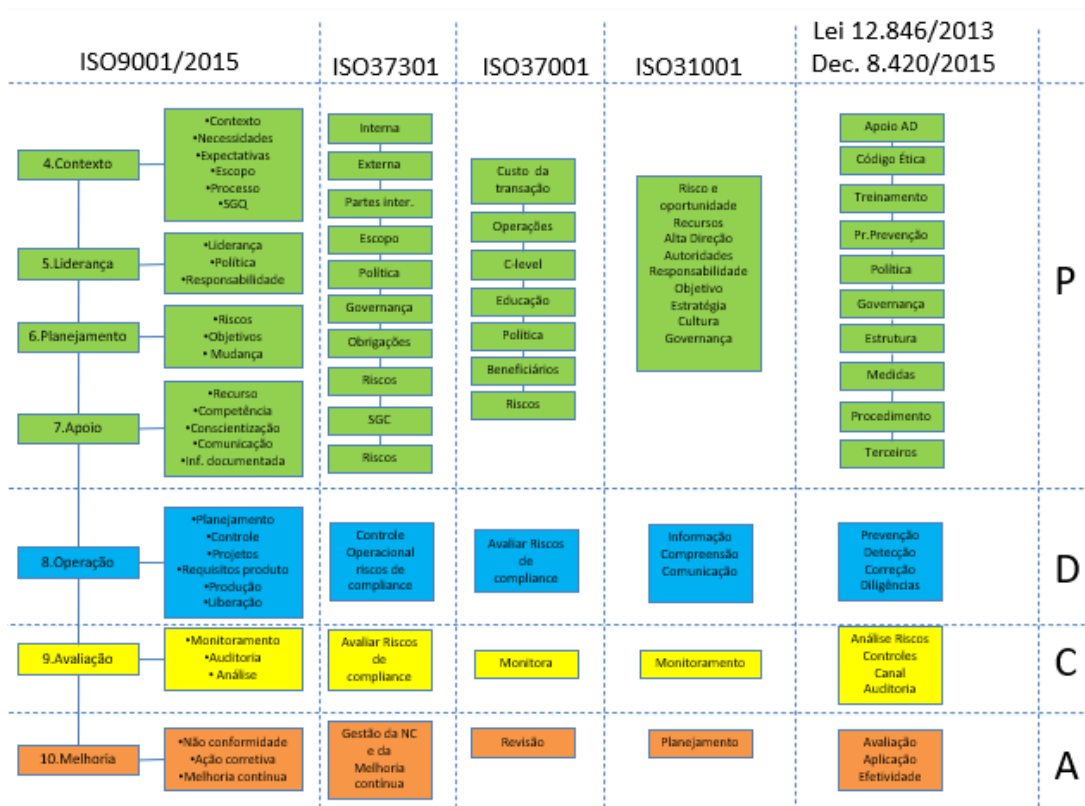 ISO9001/2015
ISO37301
ISO37001
ISO31001
Lei 12.846/2013
Dec. 8.420/2015
4.Contexto
•Contexto
•Necessidades
•Expectativas
•Escopo
•Processo
•SGQ
5.Liderança
•Liderança
•Política
•Responsabilidade
6.Planejamento
•Riscos
•Objetivos
• Mudança
7.Apoio
•Recurso
•Competência
•Conscientização
•Comunicação
•Inf. documentada
Interna
Externa
Partes inter.
Escopo
Política
Governança
Obrigações
Riscos
SGC
Riscos
Custo da
transação
Operações
C-level
Educação
Política
Beneficiários
Riscos
Risco e
oportunidade
Recursos
Alta Direção
Autoridades
Responsabilidade
Objetivo
Estratégia
Cultura
Governança
Apoio AD
Código Ética
Treinamento
Pr.Prevenção
Política
Governança
Estrutura
Medidas
Procedimento
Terceiros
P
8.Operação
•Planejamento
•Controle
•Projetos
•Requisitos produto
•Produção
•Liberação
Controle
Operacional
riscos de
compliance
Avaliar Riscos
de
compliance
Informação
Compreensão
Comunicação
Prevenção
Detecção
Correção
Diligências
D
9.Avaliação
•Monitoramento
•Auditoria
• Análise
Avaliar Riscos
de
compliance
Monitora
Monitoramento
Análise Riscos
Controles
Canal
Auditoria
C
10.Melhoria
•Não conformidade
•Ação corretiva
•Melhoria contínua
Gestão da NC
e da
Melhoria
contínua
Revisão
Planejamento
Avaliação
Aplicação
Efetividade
A